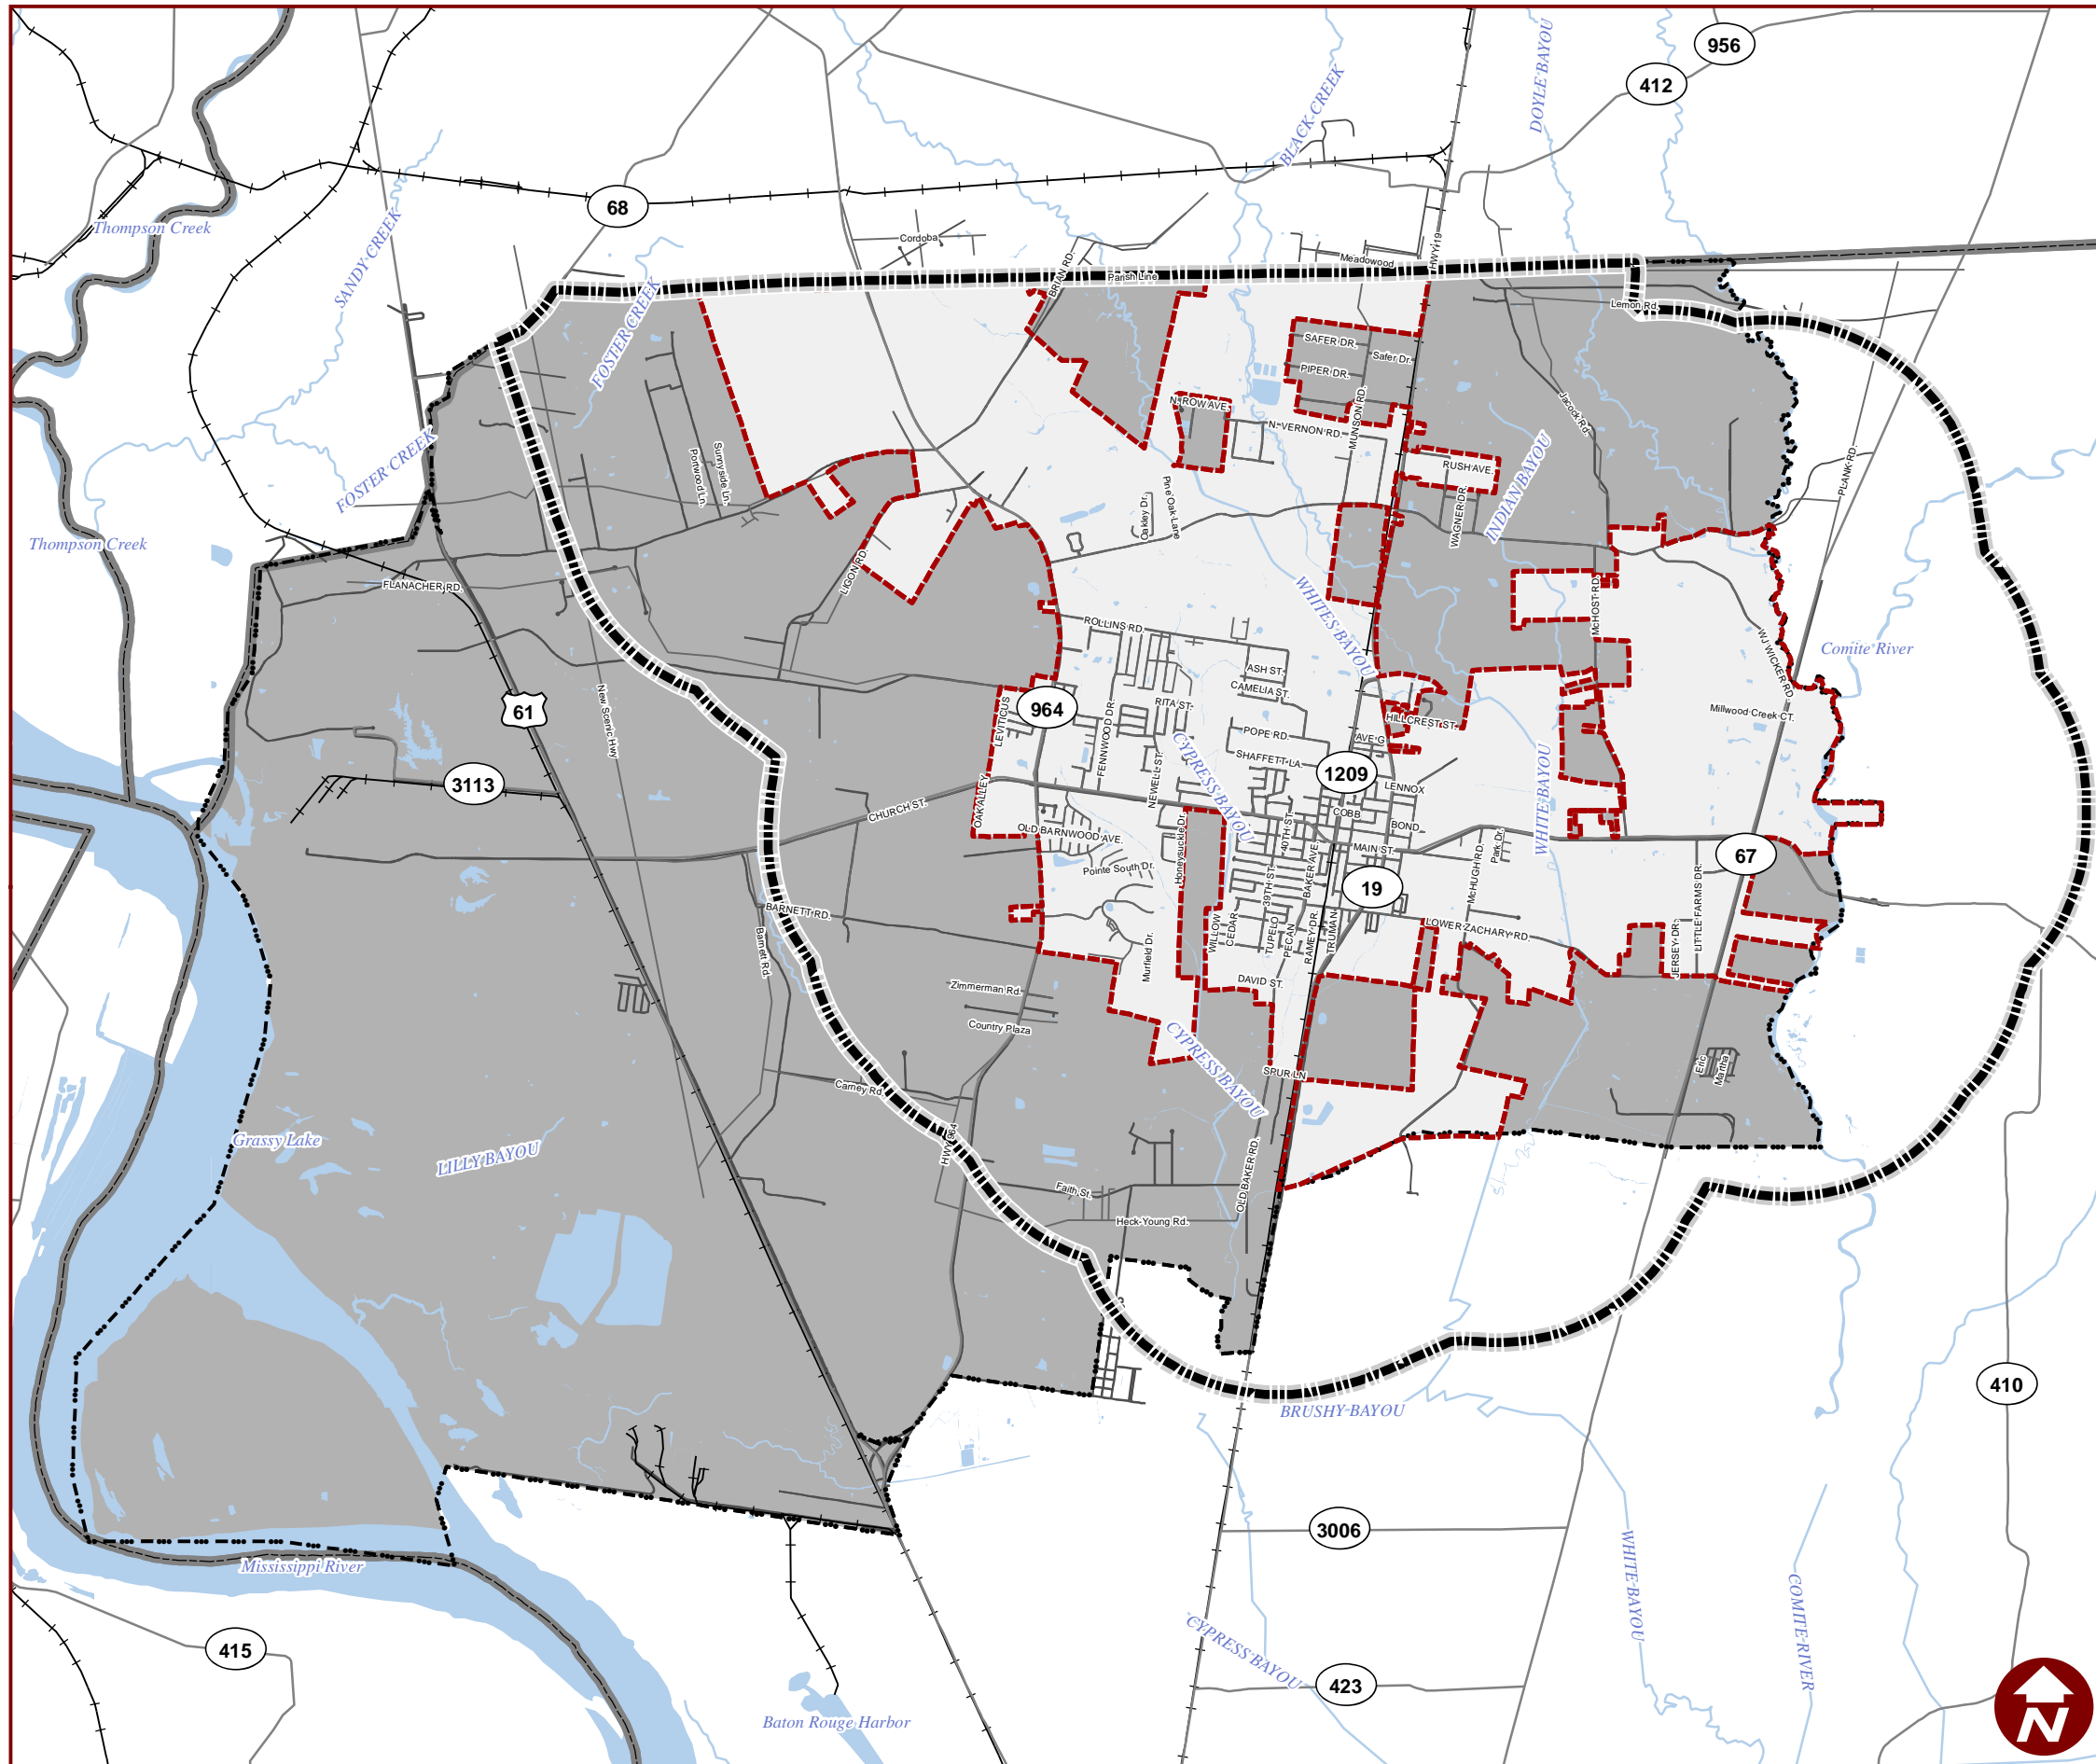 956
412
DOYLE BAYOU
BLACK CREEK
68
Thompson Creek
SANDY CREEK
Cordoba
HWY 19
Meadowood
BRIAN RD.
Parish Line
FOSTER CREEK
Lemon Rd.
SAFER DR.
Safer Dr.
PIPER DR.
N. ROW AVE.
MUNSON RD.
Jacock Rd.
N. VERNON RD.
FOSTER CREEK
Portwood Ln.
Sunnyside Ln.
RUSH AVE.
PLANK RD.
Oakley Dr.
Pine Oak Lane
WAGNER DR.
INDIAN BAYOU
Thompson Creek
FLANACHER RD.
LIGON RD.
WHITES BAYOU
McHOST RD.
ROLLINS RD.
WJ WICKER RD.
Comite River
ASH ST.
CAMELIA ST.
61
New Scenic Hwy
964
LEVITICUS
FENNWOOD DR.
RITA ST.
HILLCREST ST.
Millwood Creek CT.
POPE RD.
AVE G
CYPRESS BAYOU
SHAFFETT LA.
3113
OAK ALLEY
NEWELL ST.
1209
LENNOX
WHITE BAYOU
CHURCH ST.
COBB
BOND
OLD BARNWOOD AVE.
Honeysuckle Dr.
40TH ST.
MAIN ST.
Park Dr.
67
Pointe South Dr.
39TH ST.
BAKER AVE.
19
McHUGH RD.
BARNETT RD.
LITTLE FARMS DR.
WILLOW
CEDAR
TUPELO
PECAN
RAMEY DR.
TRUMAN
LOWER ZACHARY RD.
JERSEY DR.
Barnett Rd.
Murfield Dr.
DAVID ST.
Zimmerman Rd.
Country Plaza
CYPRESS BAYOU
SPUR LN
Eric
Martha
Carney Rd.
Grassy Lake
LILLY BAYOU
HWY 964
OLD BAKER RD.
Faith St.
Heck-Young Rd.
410
BRUSHY BAYOU
3006
WHITE BAYOU
COMITE RIVER
Mississippi River
415
CYPRESS BAYOU
423
Baton Rouge Harbor
N